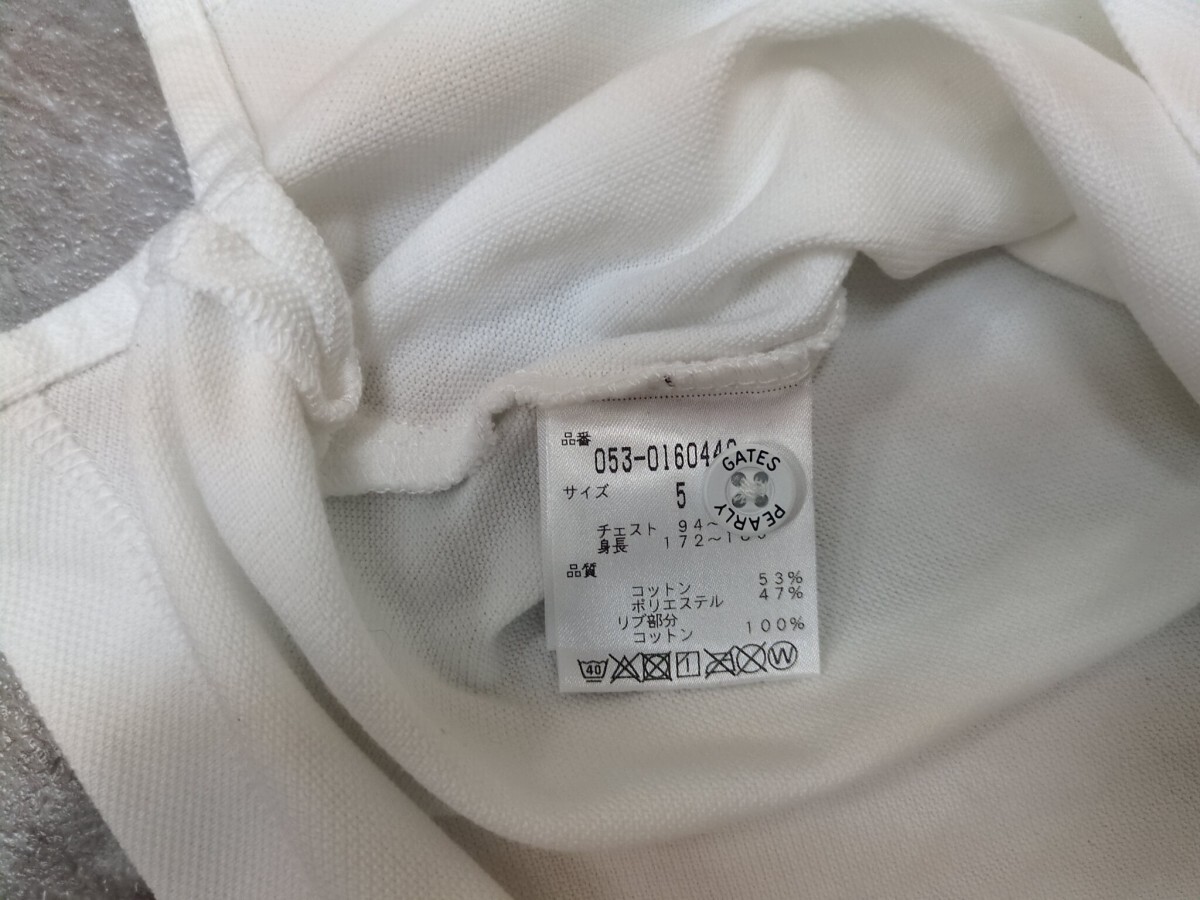 品番
053-016044
サイズ 5
チェスト 94~
身長 172~1
品質
コットン 53%
ポリエステル 47%
リブ部分
コットン 100%
40
W
GATES
PEARLY